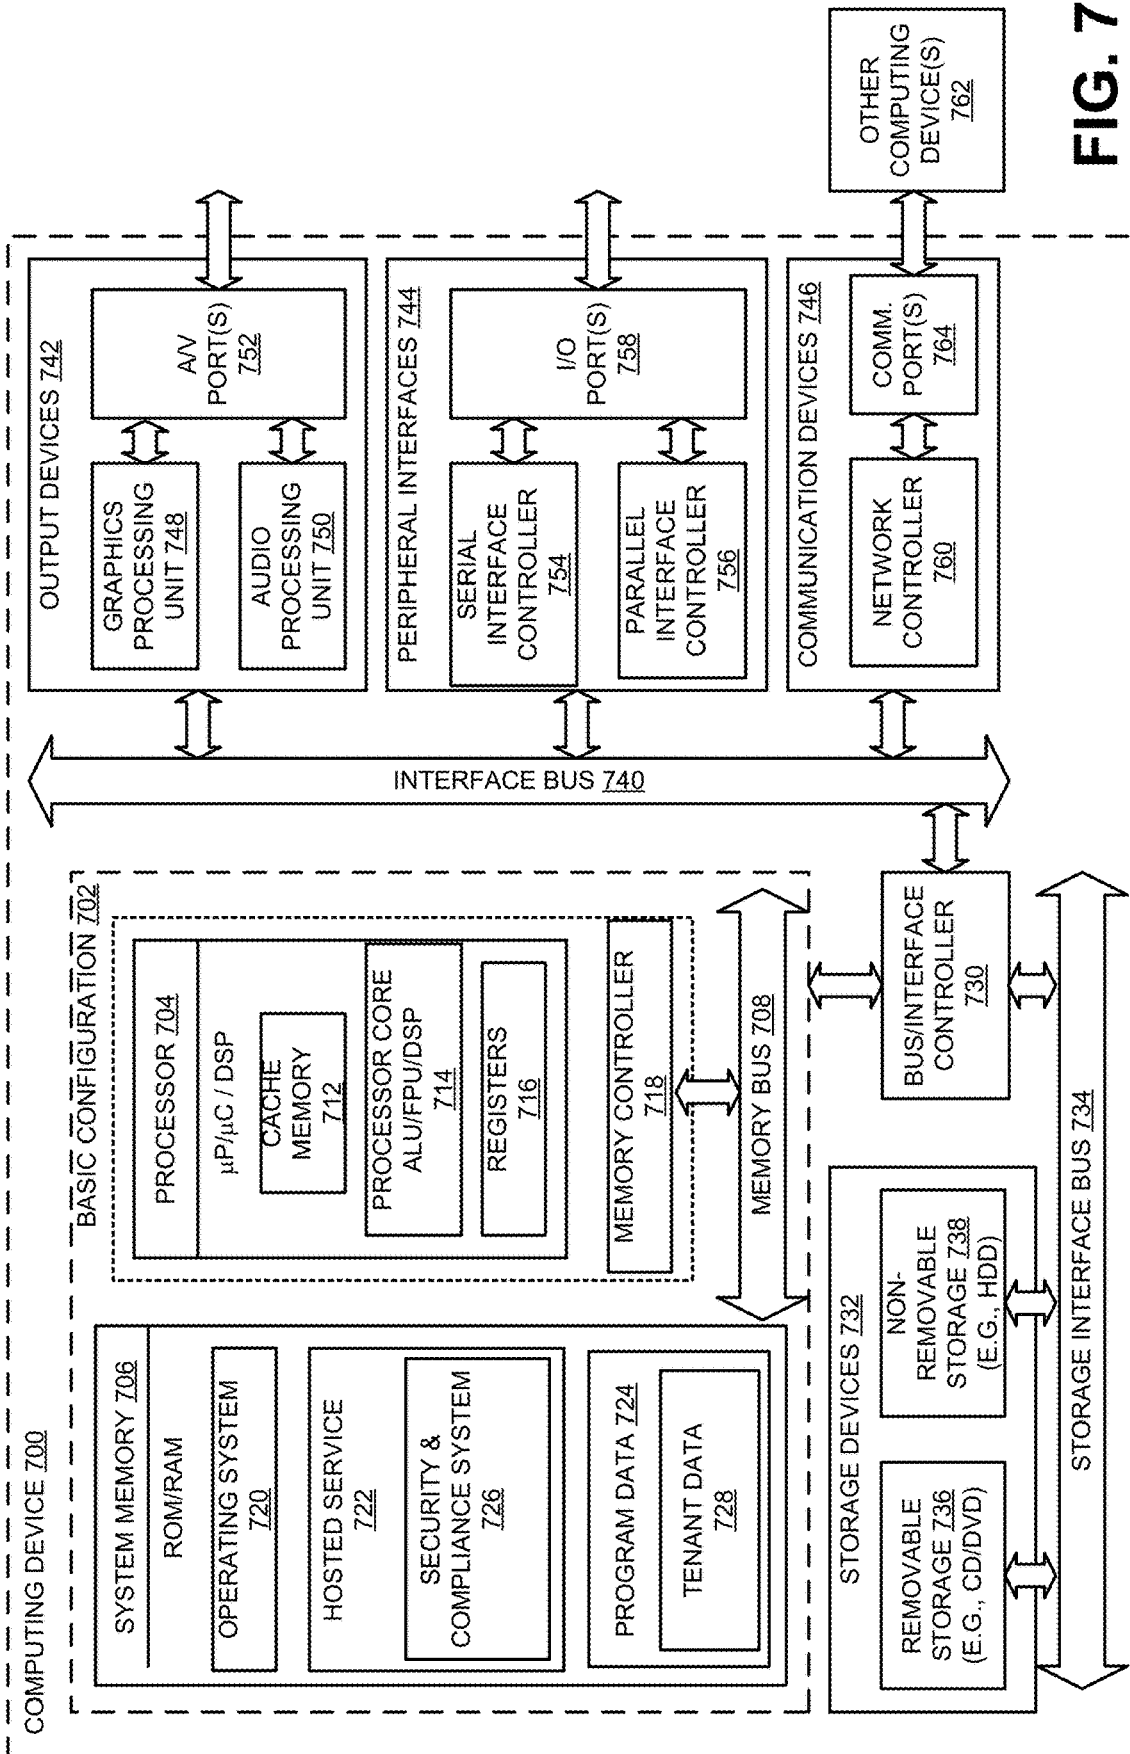 COMPUTING DEVICE 700
BASIC CONFIGURATION 702
SYSTEM MEMORY 706
ROM/RAM
OPERATING SYSTEM
720
HOSTED SERVICE
722
SECURITY &
COMPLIANCE SYSTEM
726
PROGRAM DATA 724
TENANT DATA
728
PROCESSOR 704
µP/µC / DSP
CACHE
MEMORY
712
PROCESSOR CORE
ALU/FPU/DSP
714
REGISTERS
716
MEMORY CONTROLLER
718
MEMORY BUS 708
BUS/INTERFACE
CONTROLLER
730
STORAGE DEVICES 732
REMOVABLE
STORAGE 736
(E.G., CD/DVD)
NON-
REMOVABLE
STORAGE 738
(E.G., HDD)
STORAGE INTERFACE BUS 734
INTERFACE BUS 740
OUTPUT DEVICES 742
GRAPHICS
PROCESSING
UNIT 748
AUDIO
PROCESSING
UNIT 750
A/V
PORT(S)
752
PERIPHERAL INTERFACES 744
SERIAL
INTERFACE
CONTROLLER
754
PARALLEL
INTERFACE
CONTROLLER
756
I/O
PORT(S)
758
COMMUNICATION DEVICES 746
NETWORK
CONTROLLER
760
COMM.
PORT(S)
764
OTHER
COMPUTING
DEVICE(S)
762
FIG. 7